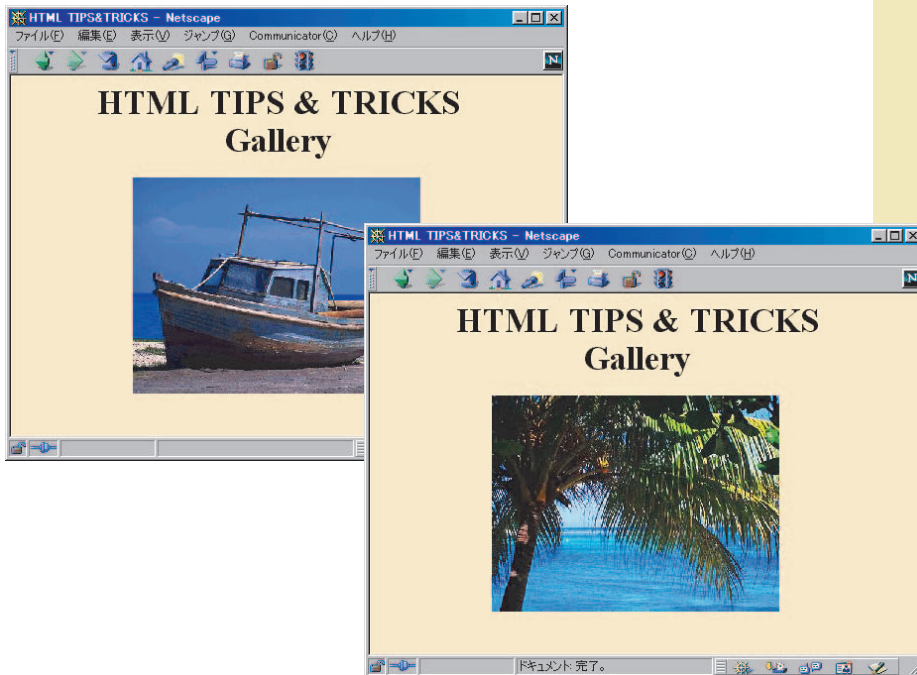 HTML TIPS&TRICKS - Netscape
ファイル(F) 編集(E) 表示(V) ジャンプ(G) Communicator(C) ヘルプ(H)
N
HTML TIPS & TRICKS
Gallery
HTML TIPS&TRICKS - Netscape
ファイル(F) 編集(E) 表示(V) ジャンプ(G) Communicator(C) ヘルプ(H)
N
HTML TIPS & TRICKS
Gallery
ドキュメント: 完了。